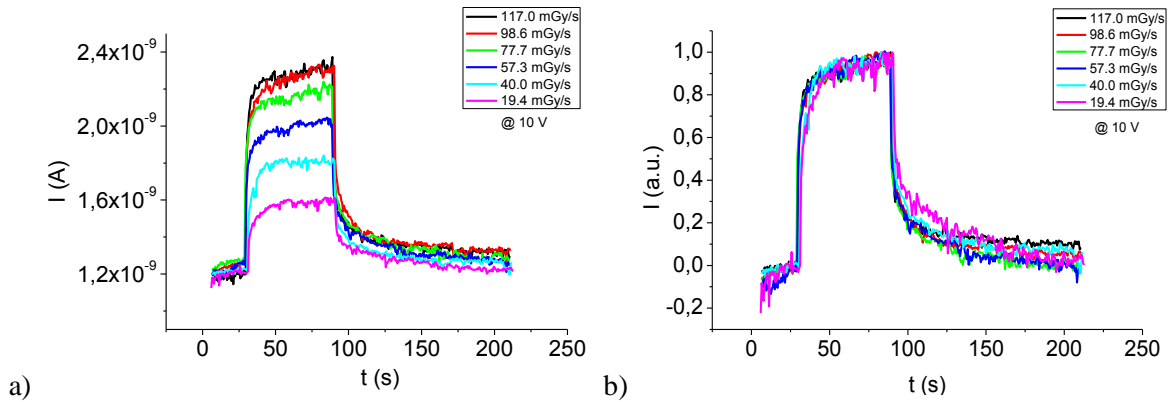 117.0 mGy/s
98.6 mGy/s
77.7 mGy/s
57.3 mGy/s
40.0 mGy/s
19.4 mGy/s
@ 10 V
2,4x10⁻⁹
2,0x10⁻⁹
1,6x10⁻⁹
1,2x10⁻⁹
I (A)
0 50 100 150 200 250
t (s)
a)
117.0 mGy/s
98.6 mGy/s
77.7 mGy/s
57.3 mGy/s
40.0 mGy/s
19.4 mGy/s
@ 10 V
1,0
0,8
0,6
0,4
0,2
0,0
-0,2
I (a.u.)
0 50 100 150 200 250
t (s)
b)